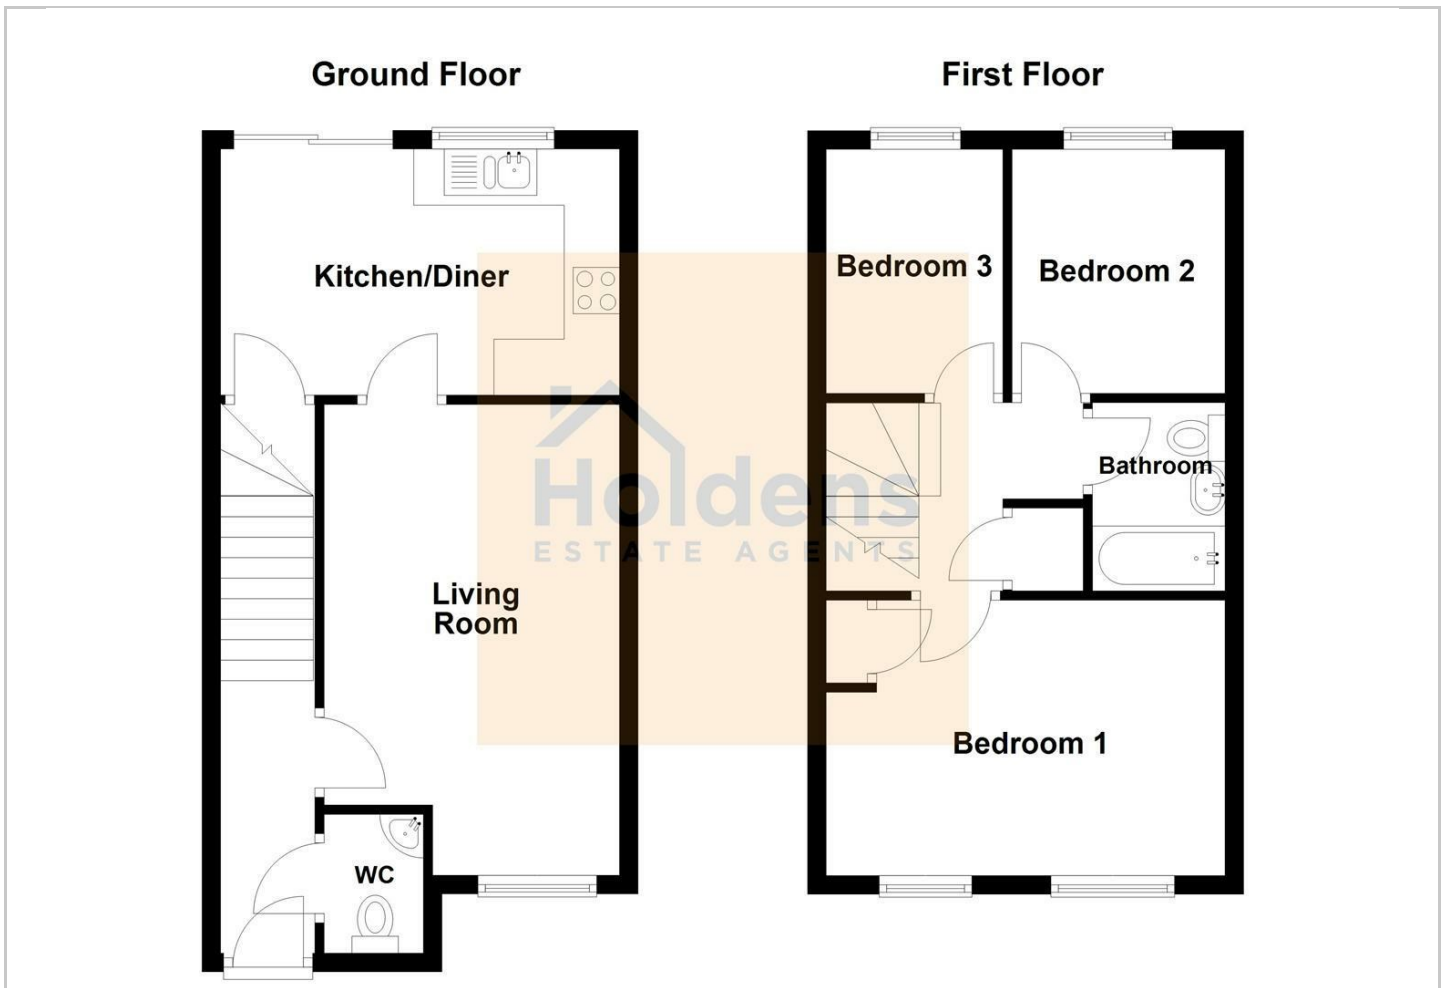 Ground Floor
First Floor
Kitchen/Diner
Bedroom 3
Bedroom 2
Holdens
ESTATE AGENTS
Bathroom
Living
Room
Bedroom 1
WC